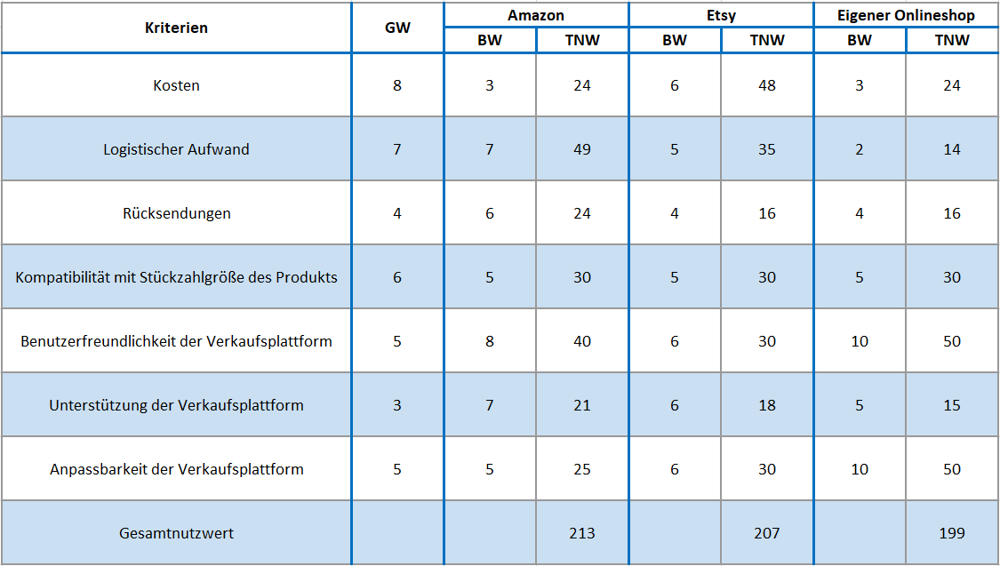 Kriterien GW Amazon Etsy Eigener Onlineshop
BW TNW BW TNW BW TNW
Kosten 8 3 24 6 48 3 24
Logistischer Aufwand 7 7 49 5 35 2 14
Rücksendungen 4 6 24 4 16 4 16
Kompatibilität mit Stückzahlgröße des Produkts 6 5 30 5 30 5 30
Benutzerfreundlichkeit der Verkaufsplattform 5 8 40 6 30 10 50
Unterstützung der Verkaufsplattform 3 7 21 6 18 5 15
Anpassbarkeit der Verkaufsplattform 5 5 25 6 30 10 50
Gesamtnutzwert 213 207 199